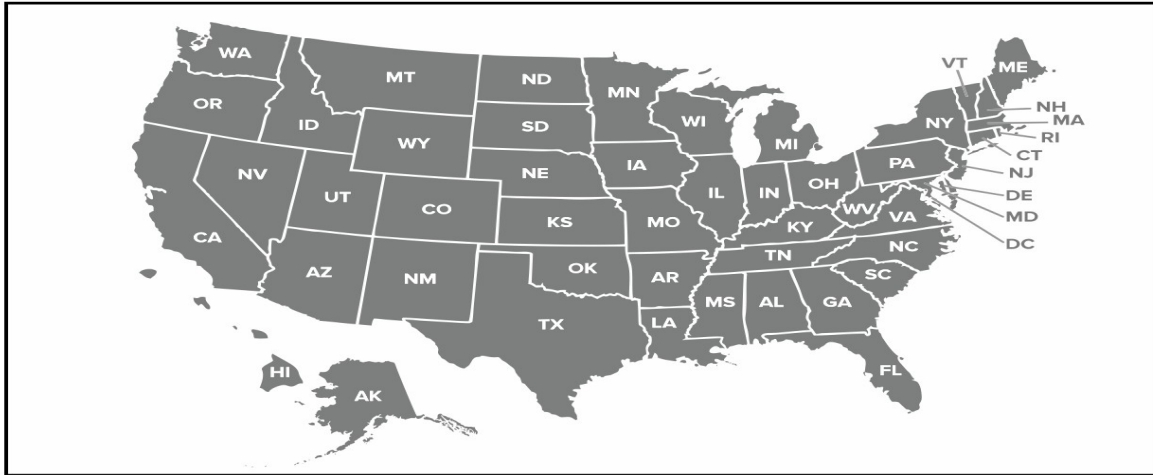 WA
MT
ND
MN
VT
ME
OR
ID
SD
WI
MI
NY
NH
MA
RI
CT
WY
NE
IA
PA
NJ
NV
UT
CO
KS
MO
IL
IN
OH
WV
VA
DE
MD
DC
KY
CA
AZ
NM
OK
AR
TN
NC
SC
TX
LA
MS
AL
GA
FL
HI
AK